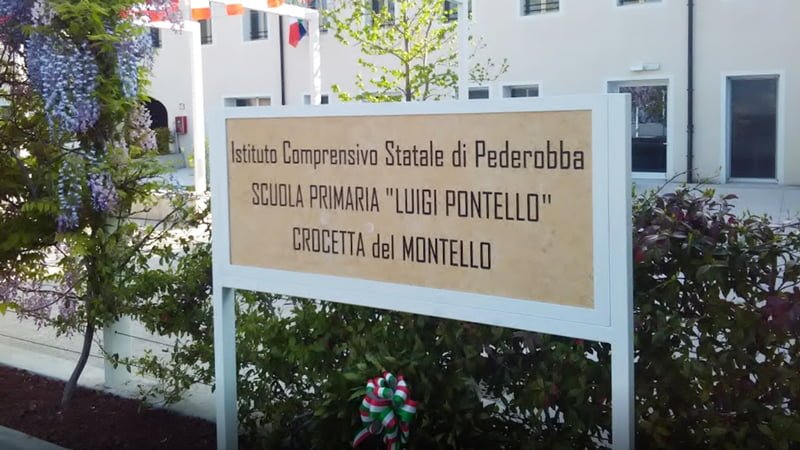 Istituto Comprensivo Statale di Pederobba
SCUOLA PRIMARIA "LUIGI PONTELLO"
CROCETTA del MONTELLO